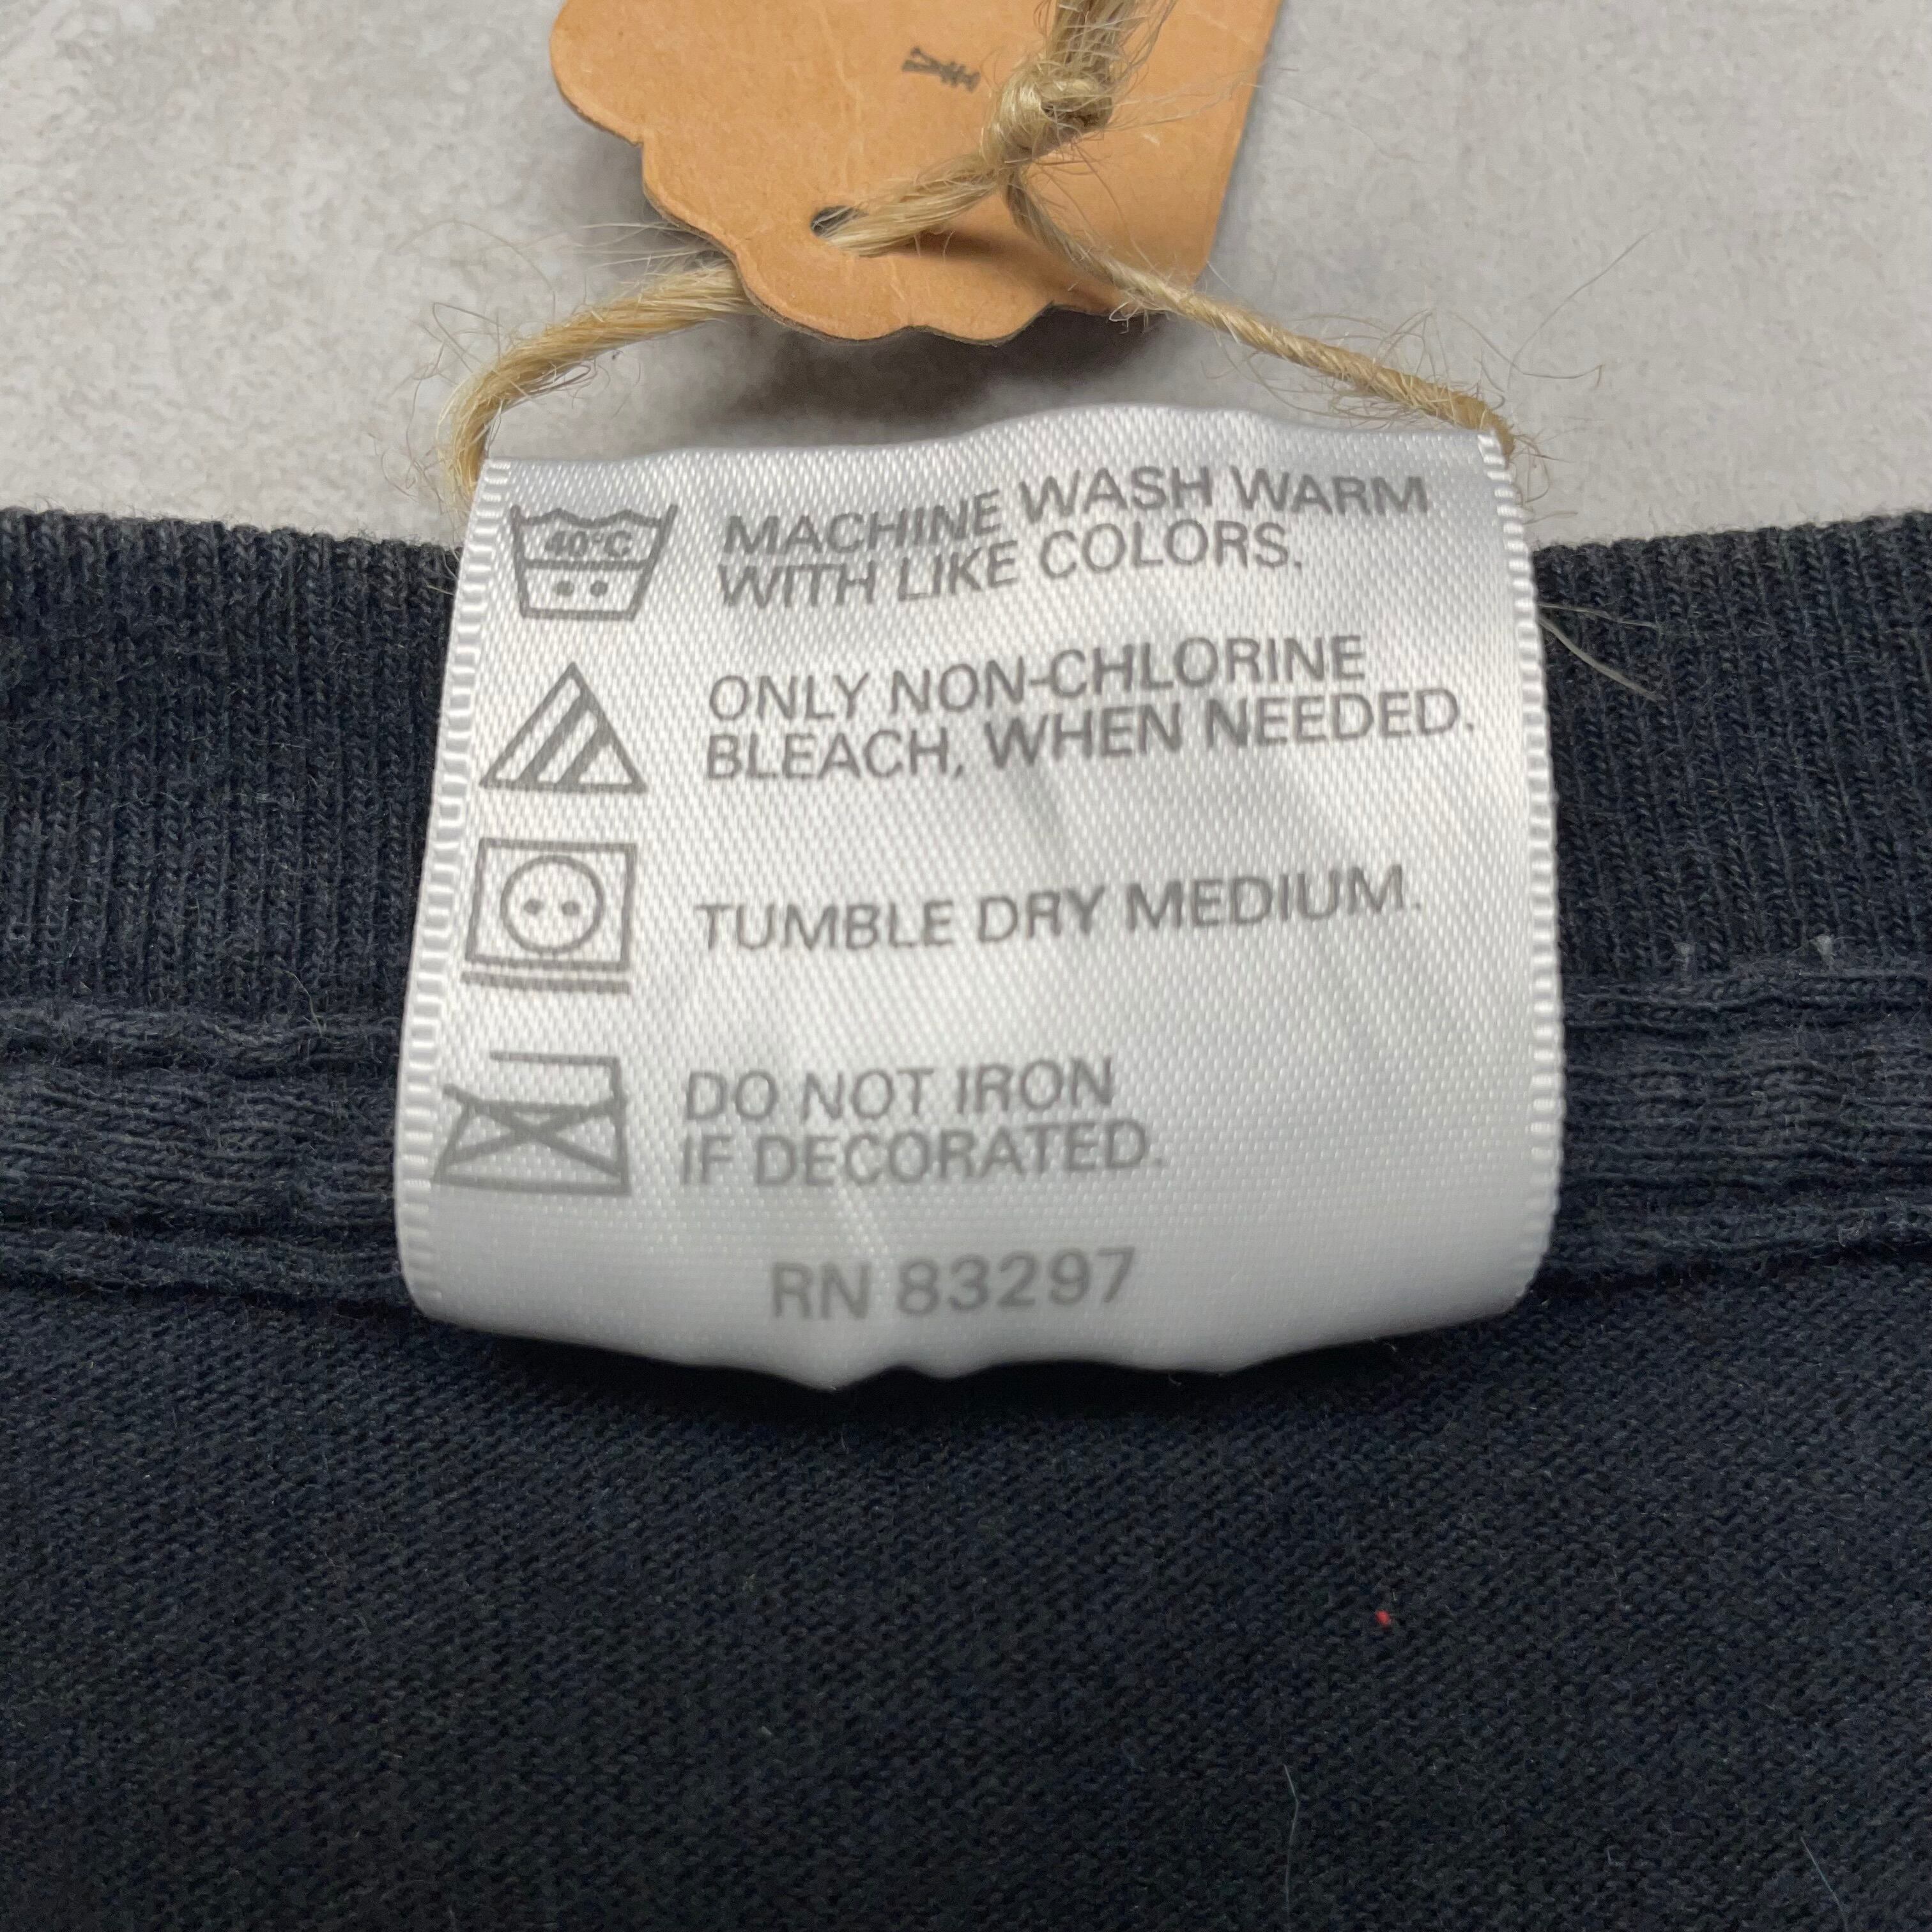 ¥
40°C
MACHINE WASH WARM
WITH LIKE COLORS.
ONLY NON-CHLORINE
BLEACH, WHEN NEEDED.
TUMBLE DRY MEDIUM.
DO NOT IRON
IF DECORATED.
RN 83297